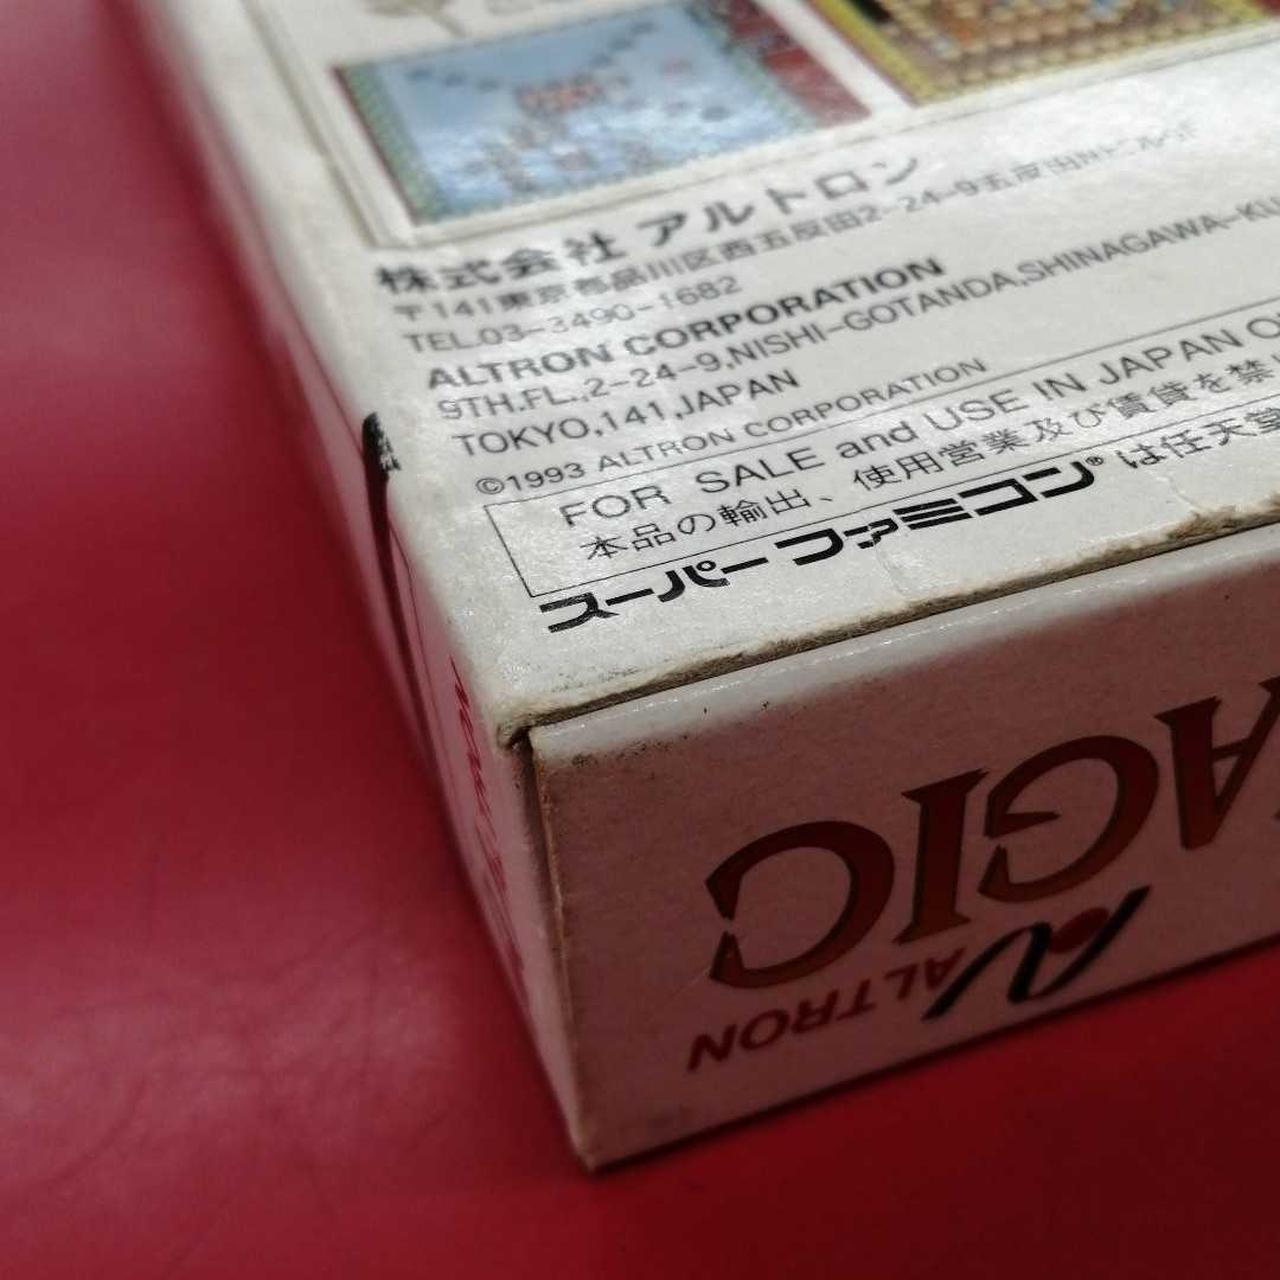 株式会社 アルトロン
〒141東京都品川区西五反田2-24-9五反田NTビル
TEL.03-3490-1682
ALTRON CORPORATION
9TH.FL.,2-24-9,NISHI-GOTANDA,SHINAGAWA-KU
TOKYO,141,JAPAN
©1993 ALTRON CORPORATION
FOR SALE and USE IN JAPAN
本品の輸出、使用営業及び賃貸を禁
スーパーファミコン® は任天堂
AGIC
ALTRON